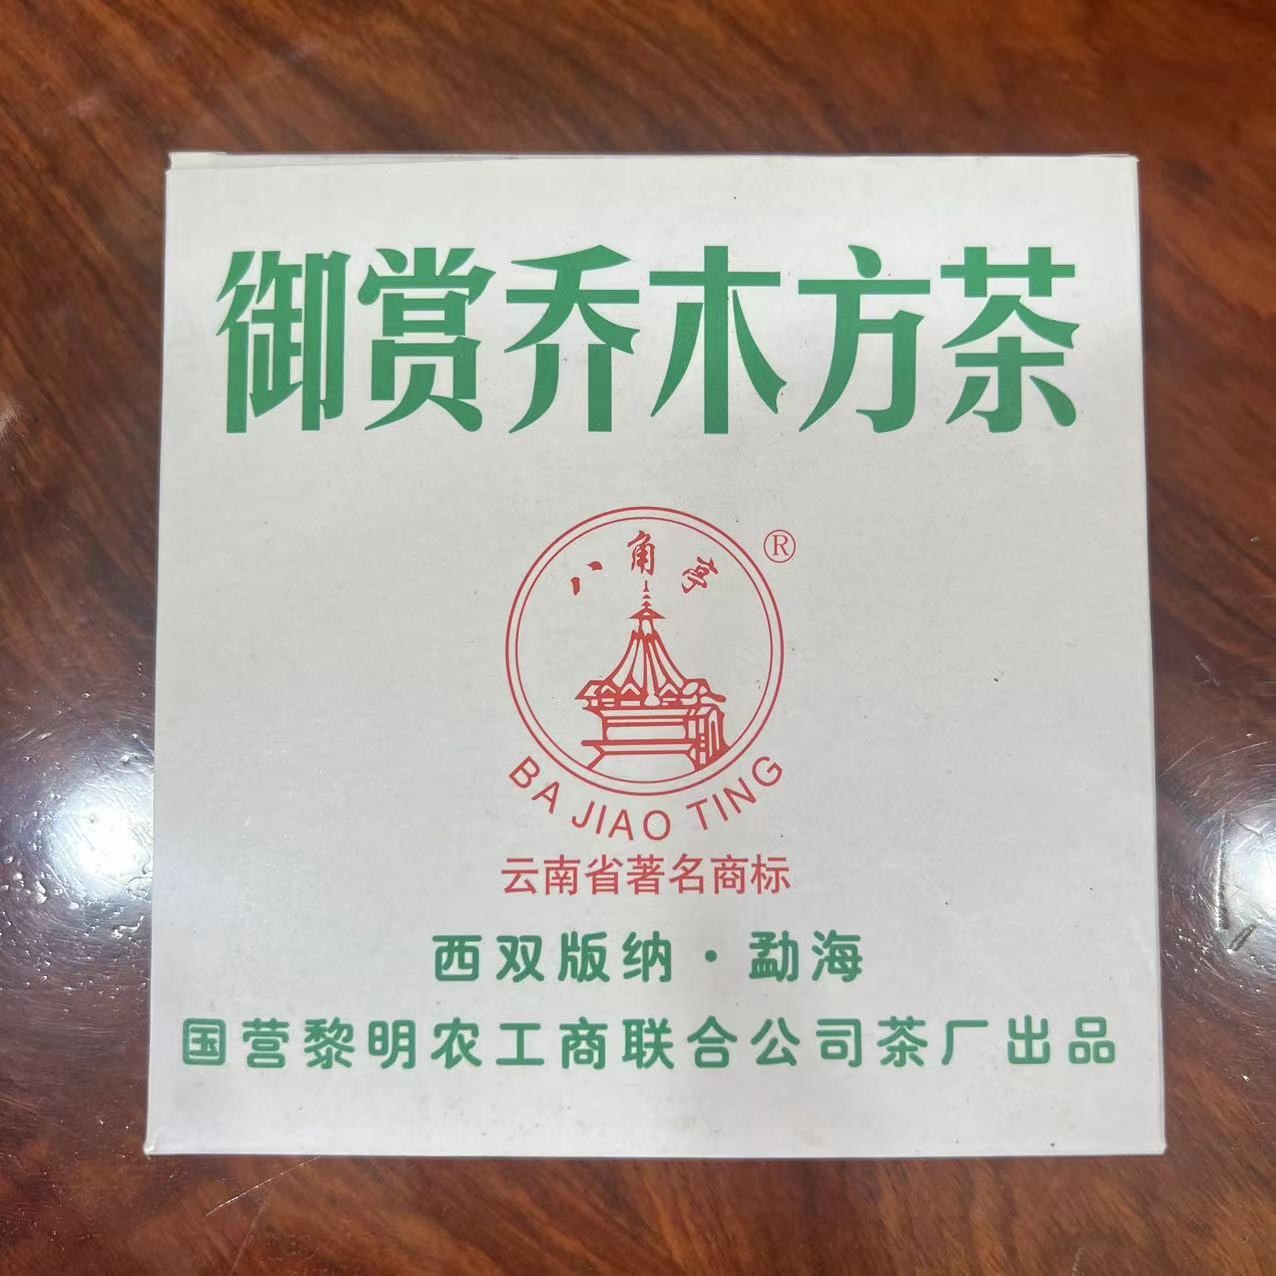 御赏乔木方茶
八角亭
®
BA JIAO TING
云南省著名商标
西双版纳·勐海
国营黎明农工商联合公司茶厂出品